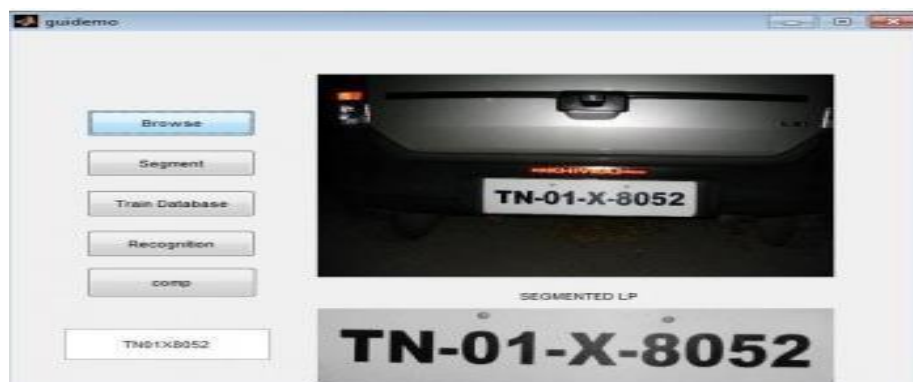 guidemo
Browse
Segment
Train Database
Recognition
comp
TN01X8052
TN-01-X-8052
SEGMENTED LP
TN-01-X-8052